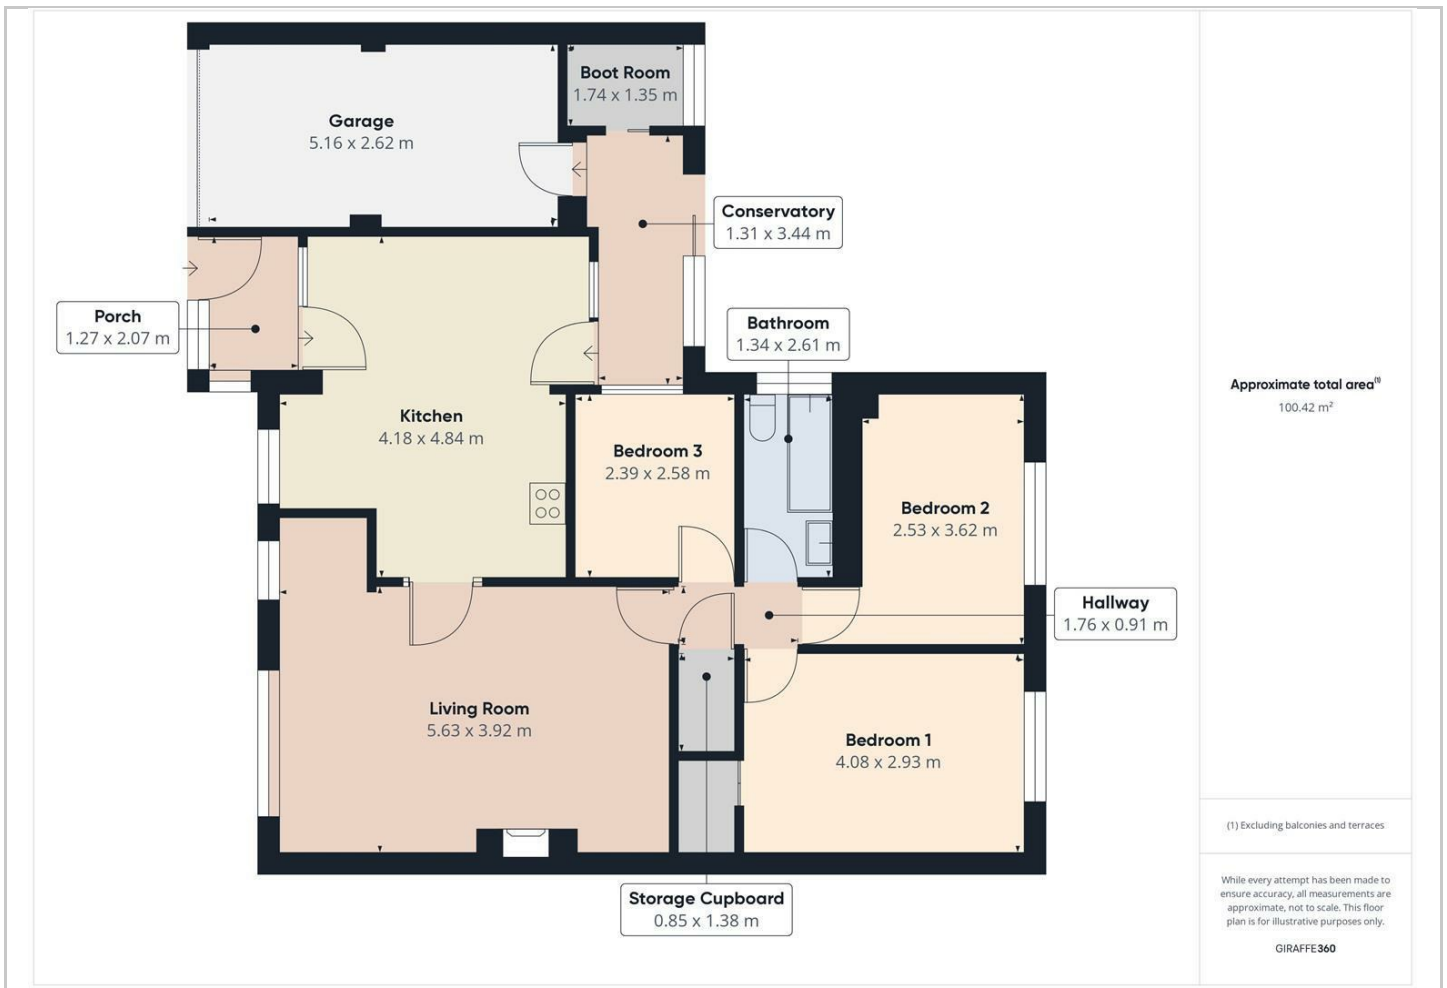 Boot Room
1.74 x 1.35 m
Garage
5.16 x 2.62 m
Conservatory
1.31 x 3.44 m
Porch
1.27 x 2.07 m
Bathroom
1.34 x 2.61 m
Kitchen
4.18 x 4.84 m
Bedroom 3
2.39 x 2.58 m
Bedroom 2
2.53 x 3.62 m
Hallway
1.76 x 0.91 m
Living Room
5.63 x 3.92 m
Bedroom 1
4.08 x 2.93 m
Storage Cupboard
0.85 x 1.38 m
Approximate total area⁽¹⁾
100.42 m²
(1) Excluding balconies and terraces
While every attempt has been made to
ensure accuracy, all measurements are
approximate, not to scale. This floor
plan is for illustrative purposes only.
GIRAFFE360